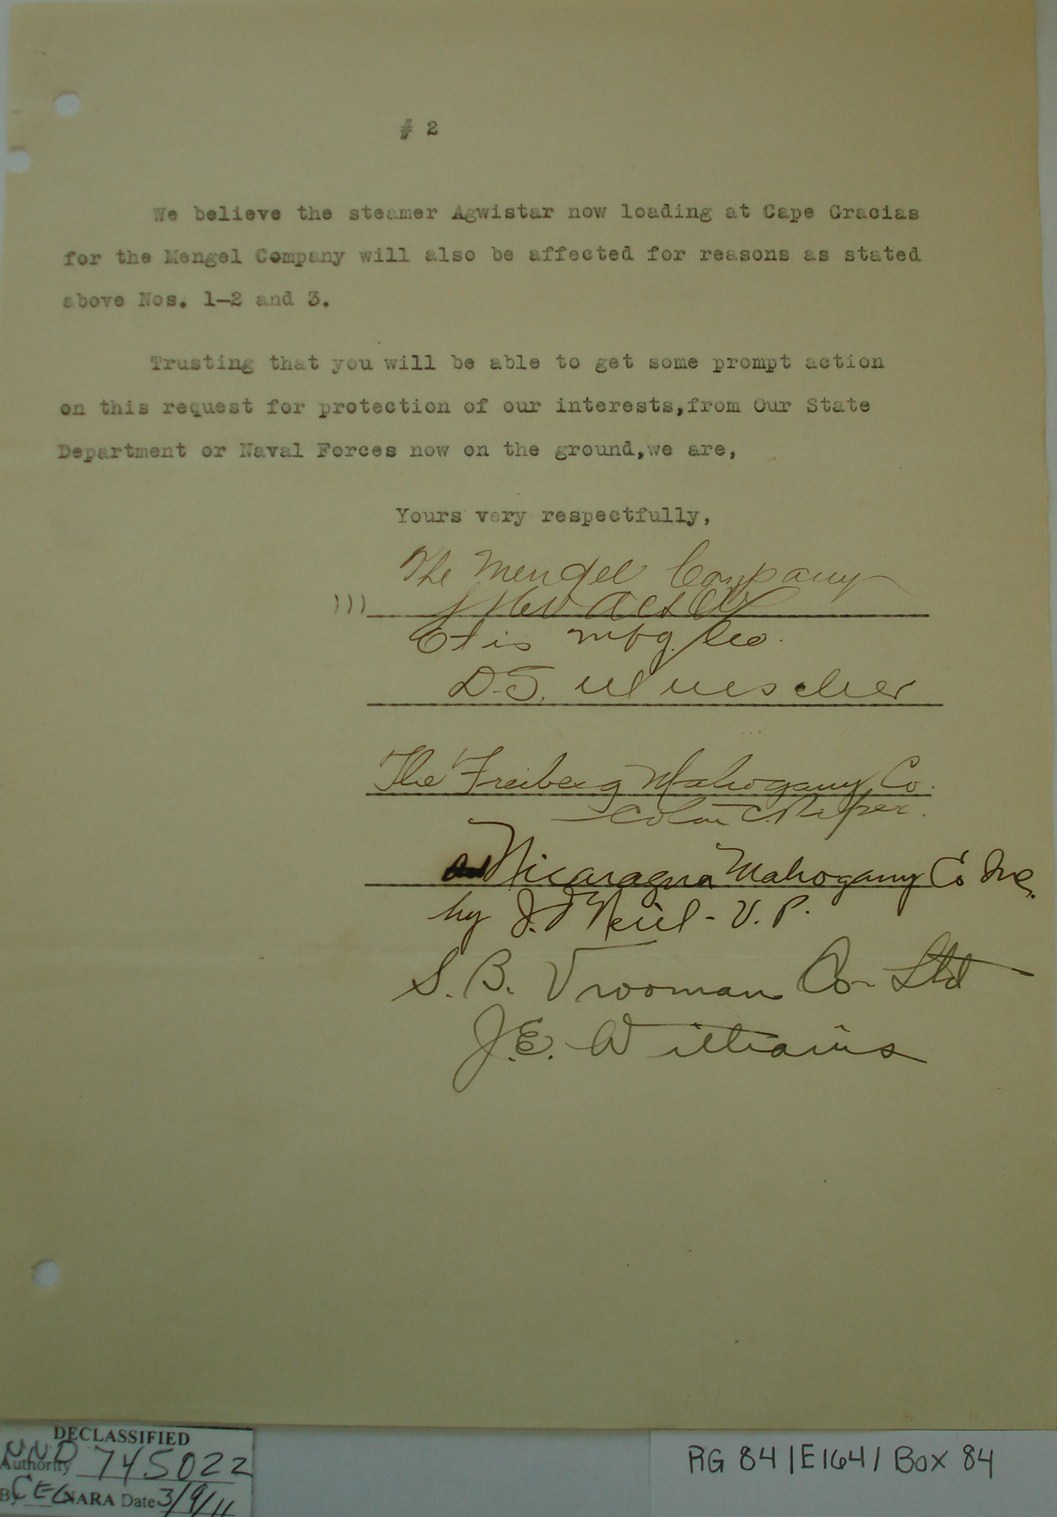 # 2
We believe the steamer Agwistar now loading at Cape Gracias
for the Mengel Company will also be affected for reasons as stated
above Nos. 1-2 and 3.
Trusting that you will be able to get some prompt action
on this request for protection of our interests,from Our State
Department or Naval Forces now on the ground,we are,
Yours very respectfully,
The Mengel Company
)))
Otis Mfg. Co.
D.T.
The Freiberg Mahogany Co.
C.
Nicaragua Mahogany Co Inc.
by J. Neil - V. P.
S. B. Vrooman Co Ltd
J.E. Williams
DECLASSIFIED
Authority NND 745022
By CEG NARA Date 3/9/11
RG 84/E164/Box 84